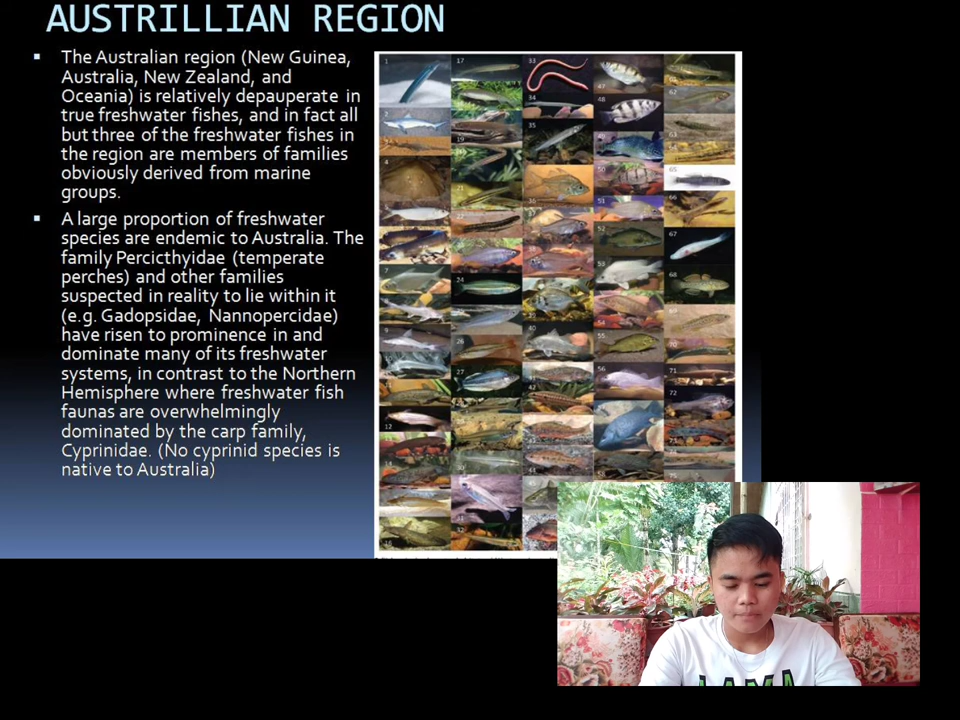 AUSTRILLIAN REGION
The Australian region (New Guinea,
Australia, New Zealand, and
Oceania) is relatively depauperate in
true freshwater fishes, and in fact all
but three of the freshwater fishes in
the region are members of families
obviously derived from marine
groups.
A large proportion of freshwater
species are endemic to Australia. The
family Percicthyidae (temperate
perches) and other families
suspected in reality to lie within it
(e.g. Gadopsidae, Nannopercidae)
have risen to prominence in and
dominate many of its freshwater
systems, in contrast to the Northern
Hemisphere where freshwater fish
faunas are overwhelmingly
dominated by the carp family,
Cyprinidae. (No cyprinid species is
native to Australia)